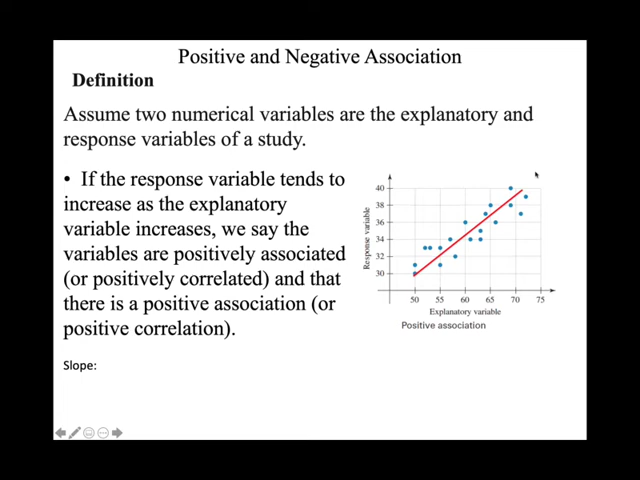 Positive and Negative Association
Definition
Assume two numerical variables are the explanatory and
response variables of a study.
• If the response variable tends to
increase as the explanatory
variable increases, we say the
variables are positively associated
(or positively correlated) and that
there is a positive association (or
positive correlation).
Response variable
40
38
36
34
32
30
50 55 60 65 70 75
Explanatory variable
Positive association
Slope: